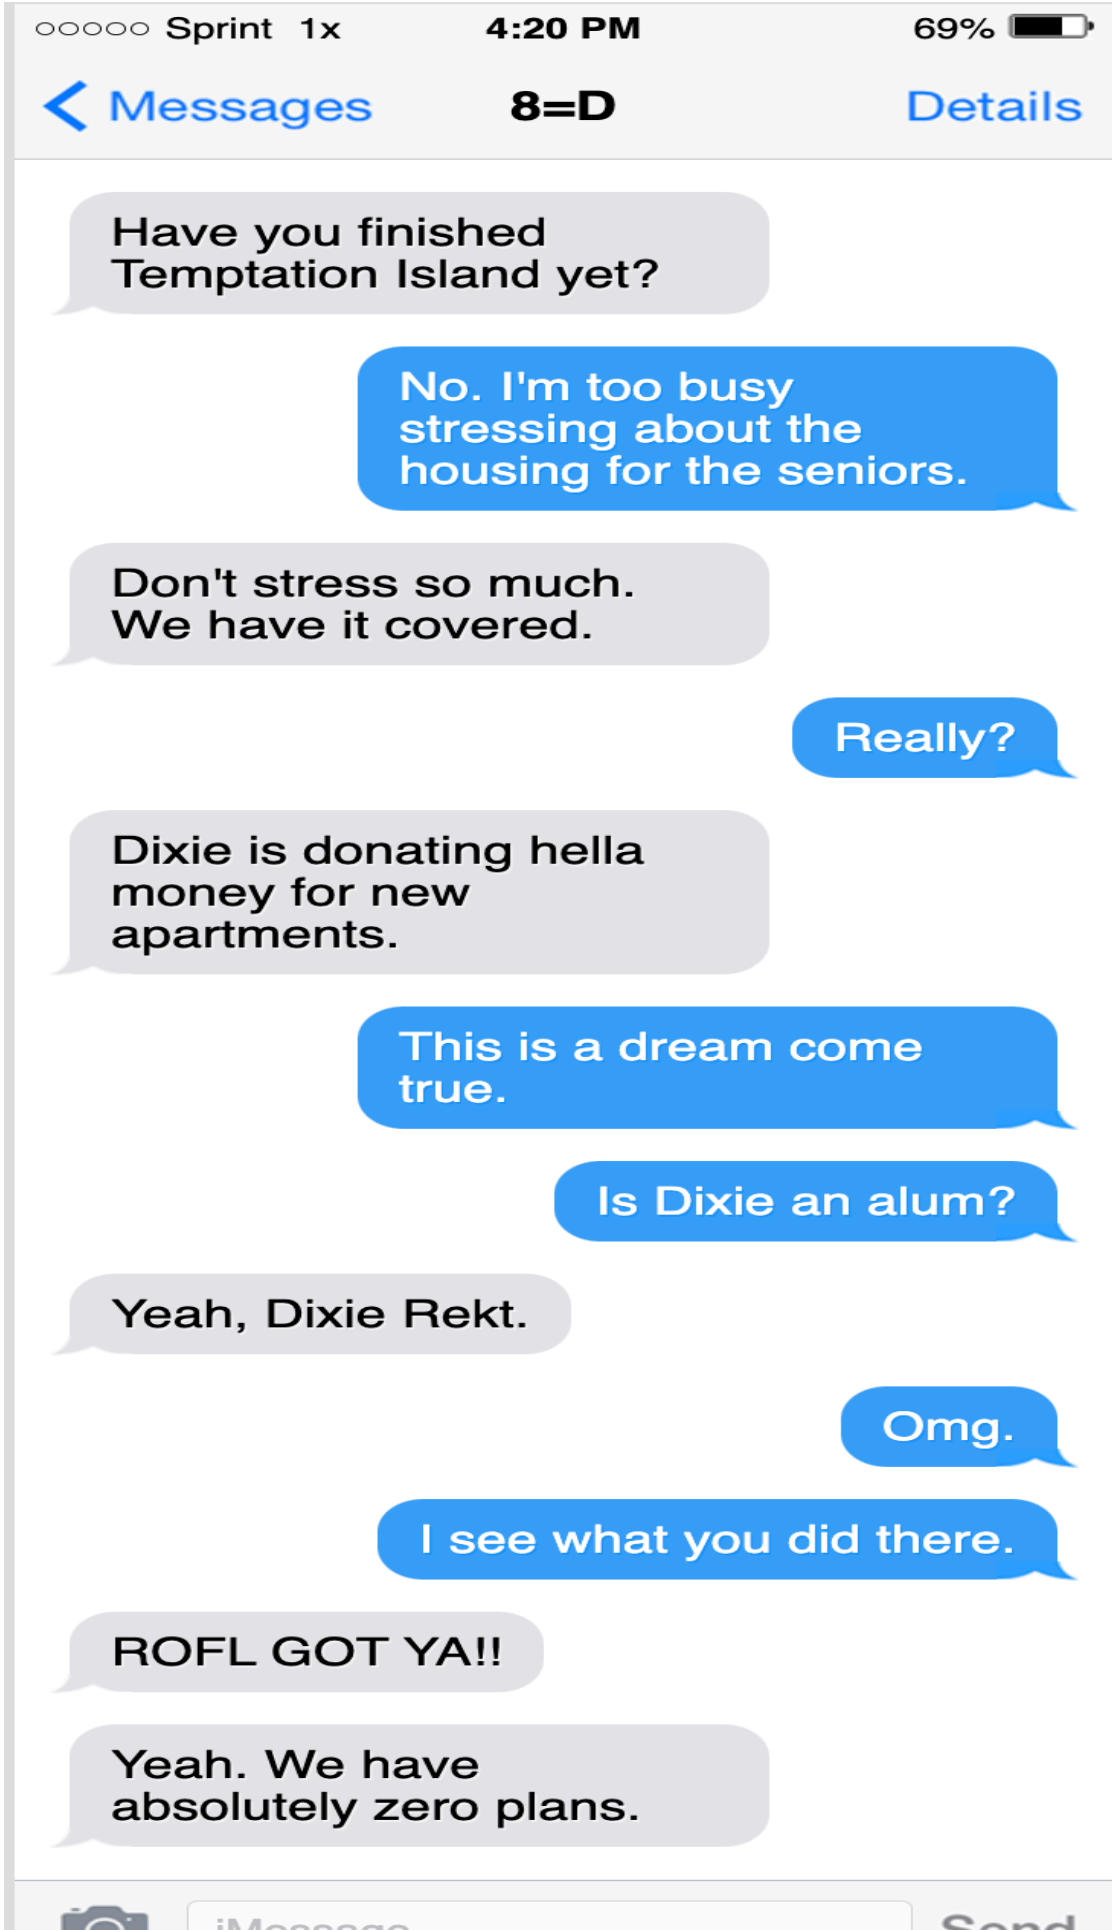 Sprint 1x 4:20 PM 69%
Messages 8=D Details
Have you finished
Temptation Island yet?
No. I'm too busy
stressing about the
housing for the seniors.
Don't stress so much.
We have it covered.
Really?
Dixie is donating hella
money for new
apartments.
This is a dream come
true.
Is Dixie an alum?
Yeah, Dixie Rekt.
Omg.
I see what you did there.
ROFL GOT YA!!
Yeah. We have
absolutely zero plans.
iMessage Send